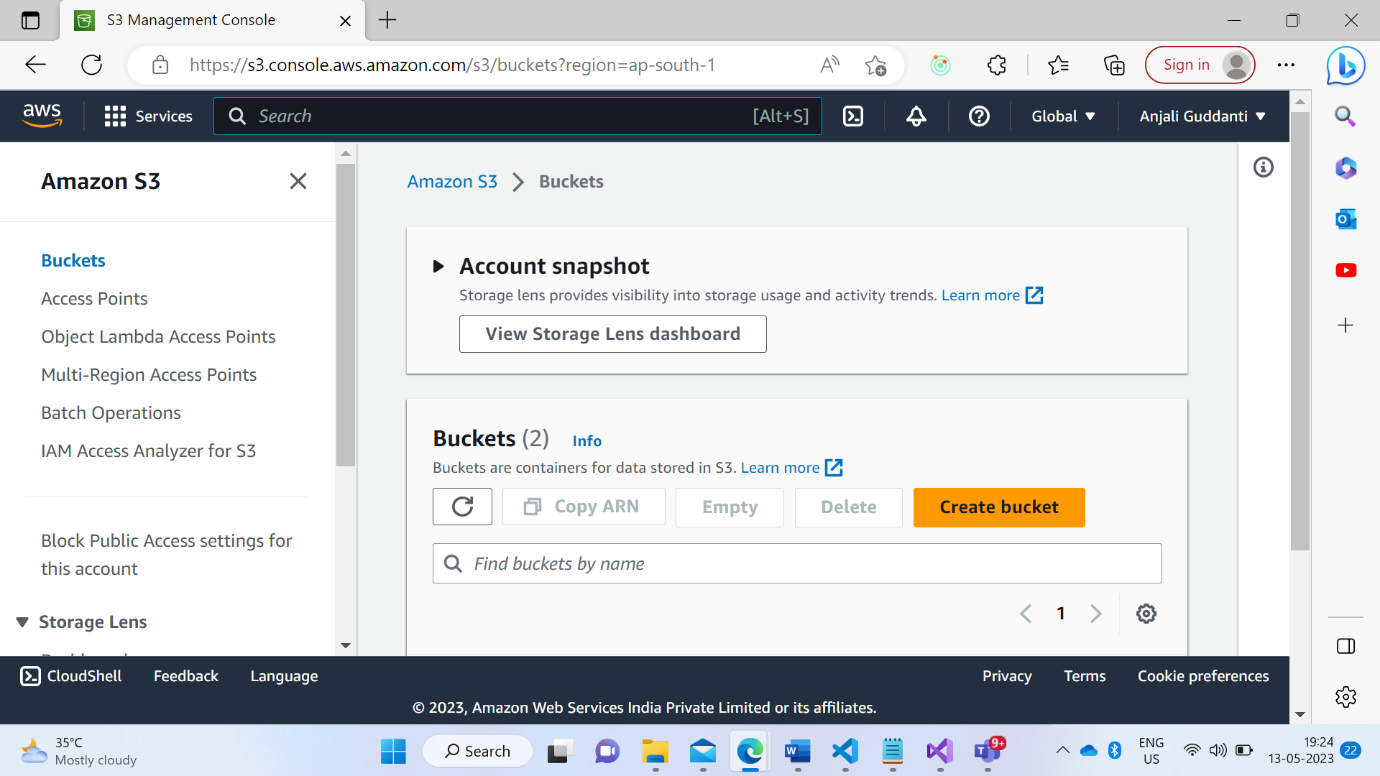 S3 Management Console
https://s3.console.aws.amazon.com/s3/buckets?region=ap-south-1
Sign in
aws
Services
Search
[Alt+S]
Global
Anjali Guddanti
Amazon S3
Buckets
Access Points
Object Lambda Access Points
Multi-Region Access Points
Batch Operations
IAM Access Analyzer for S3
Block Public Access settings for
this account
Storage Lens
Amazon S3
Buckets
Account snapshot
Storage lens provides visibility into storage usage and activity trends. Learn more
View Storage Lens dashboard
Buckets (2) Info
Buckets are containers for data stored in S3. Learn more
Copy ARN
Empty
Delete
Create bucket
Find buckets by name
1
CloudShell
Feedback
Language
Privacy
Terms
Cookie preferences
© 2023, Amazon Web Services India Private Limited or its affiliates.
35°C
Mostly cloudy
Search
9+
ENG
US
19:24
13-05-2023
22